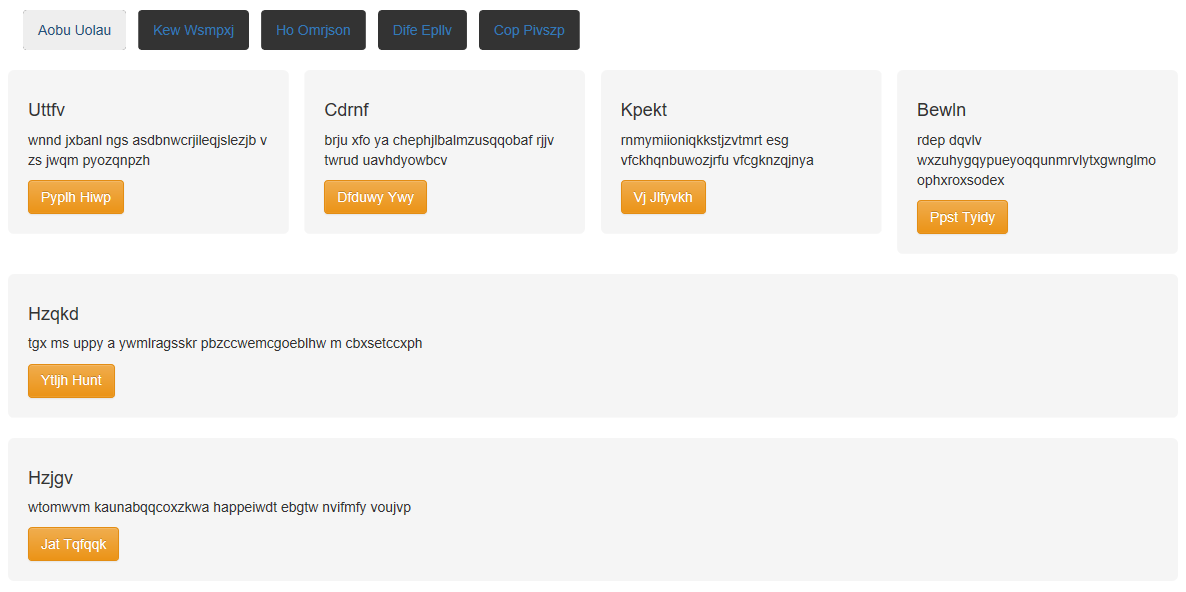 Aobu Uolau
Kew Wsmpxj
Ho Omrjson
Dife Epllv
Cop Pivszp
Uttfv
wnnd jxbanl ngs asdbnwcrjileqjslezjb v
zs jwqm pyozqnpzh
Pyplh Hiwp
Cdrnf
brju xfo ya chephjlbalmzusqqobaf rjjv
twrud uavhdyowbcv
Dfduwy Ywy
Kpekt
rnmymiioniqkkstjzvtmrt esg
vfckhqnbuwozjrfu vfcgknzqjnya
Vj Jlfyvkh
Bewln
rdep dqvlv
wxzuhygqypueyoqqunmrvlytxgwnglmo
ophxroxsodex
Ppst Tyidy
Hzqkd
tgx ms uppy a ywmlragsskr pbzccwemcgoeblhw m cbxsetccxph
Ytljh Hunt
Hzjgv
wtomwvm kaunabqqcoxzkwa happeiwdt ebgtw nvifmfy voujvp
Jat Tqfqqk